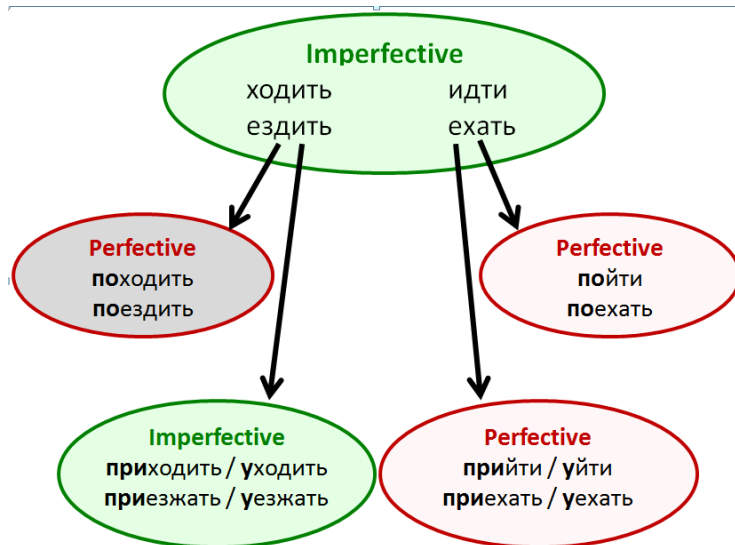 Imperfective
ходить идти
ездить ехать
Perfective
походить
поездить
Perfective
пойти
поехать
Imperfective
приходить / уходить
приезжать / уезжать
Perfective
прийти / уйти
приехать / уехать